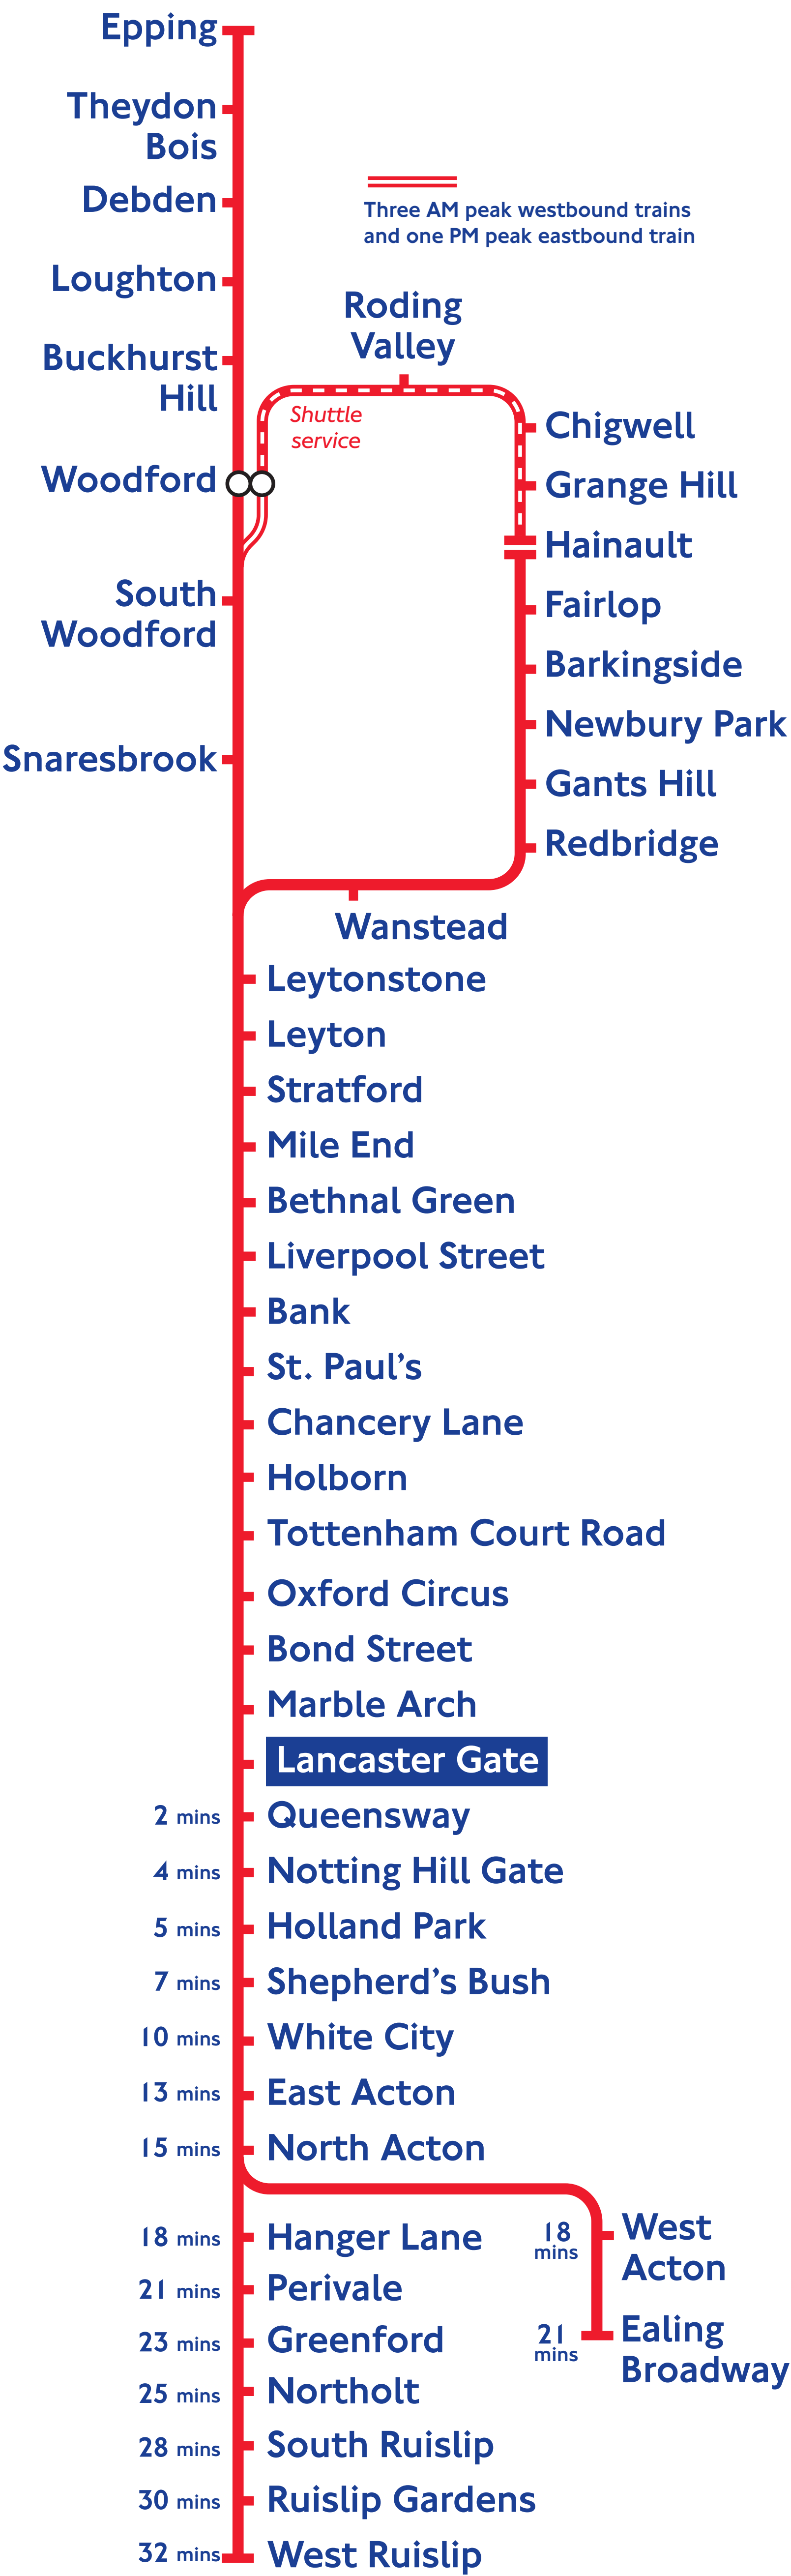 Epping
Theydon
Bois
Debden
Three AM peak westbound trains
and one PM peak eastbound train
Loughton
Roding
Valley
Buckhurst
Hill
Shuttle
service
Chigwell
Woodford
Grange Hill
Hainault
South
Woodford
Fairlop
Barkingside
Newbury Park
Snaresbrook
Gants Hill
Redbridge
Wanstead
Leytonstone
Leyton
Stratford
Mile End
Bethnal Green
Liverpool Street
Bank
St. Paul’s
Chancery Lane
Holborn
Tottenham Court Road
Oxford Circus
Bond Street
Marble Arch
Lancaster Gate
2 mins Queensway
4 mins Notting Hill Gate
5 mins Holland Park
7 mins Shepherd’s Bush
10 mins White City
13 mins East Acton
15 mins North Acton
18 mins Hanger Lane
18
mins
West
Acton
21 mins Perivale
23 mins Greenford
21
mins
Ealing
Broadway
25 mins Northolt
28 mins South Ruislip
30 mins Ruislip Gardens
32 mins West Ruislip